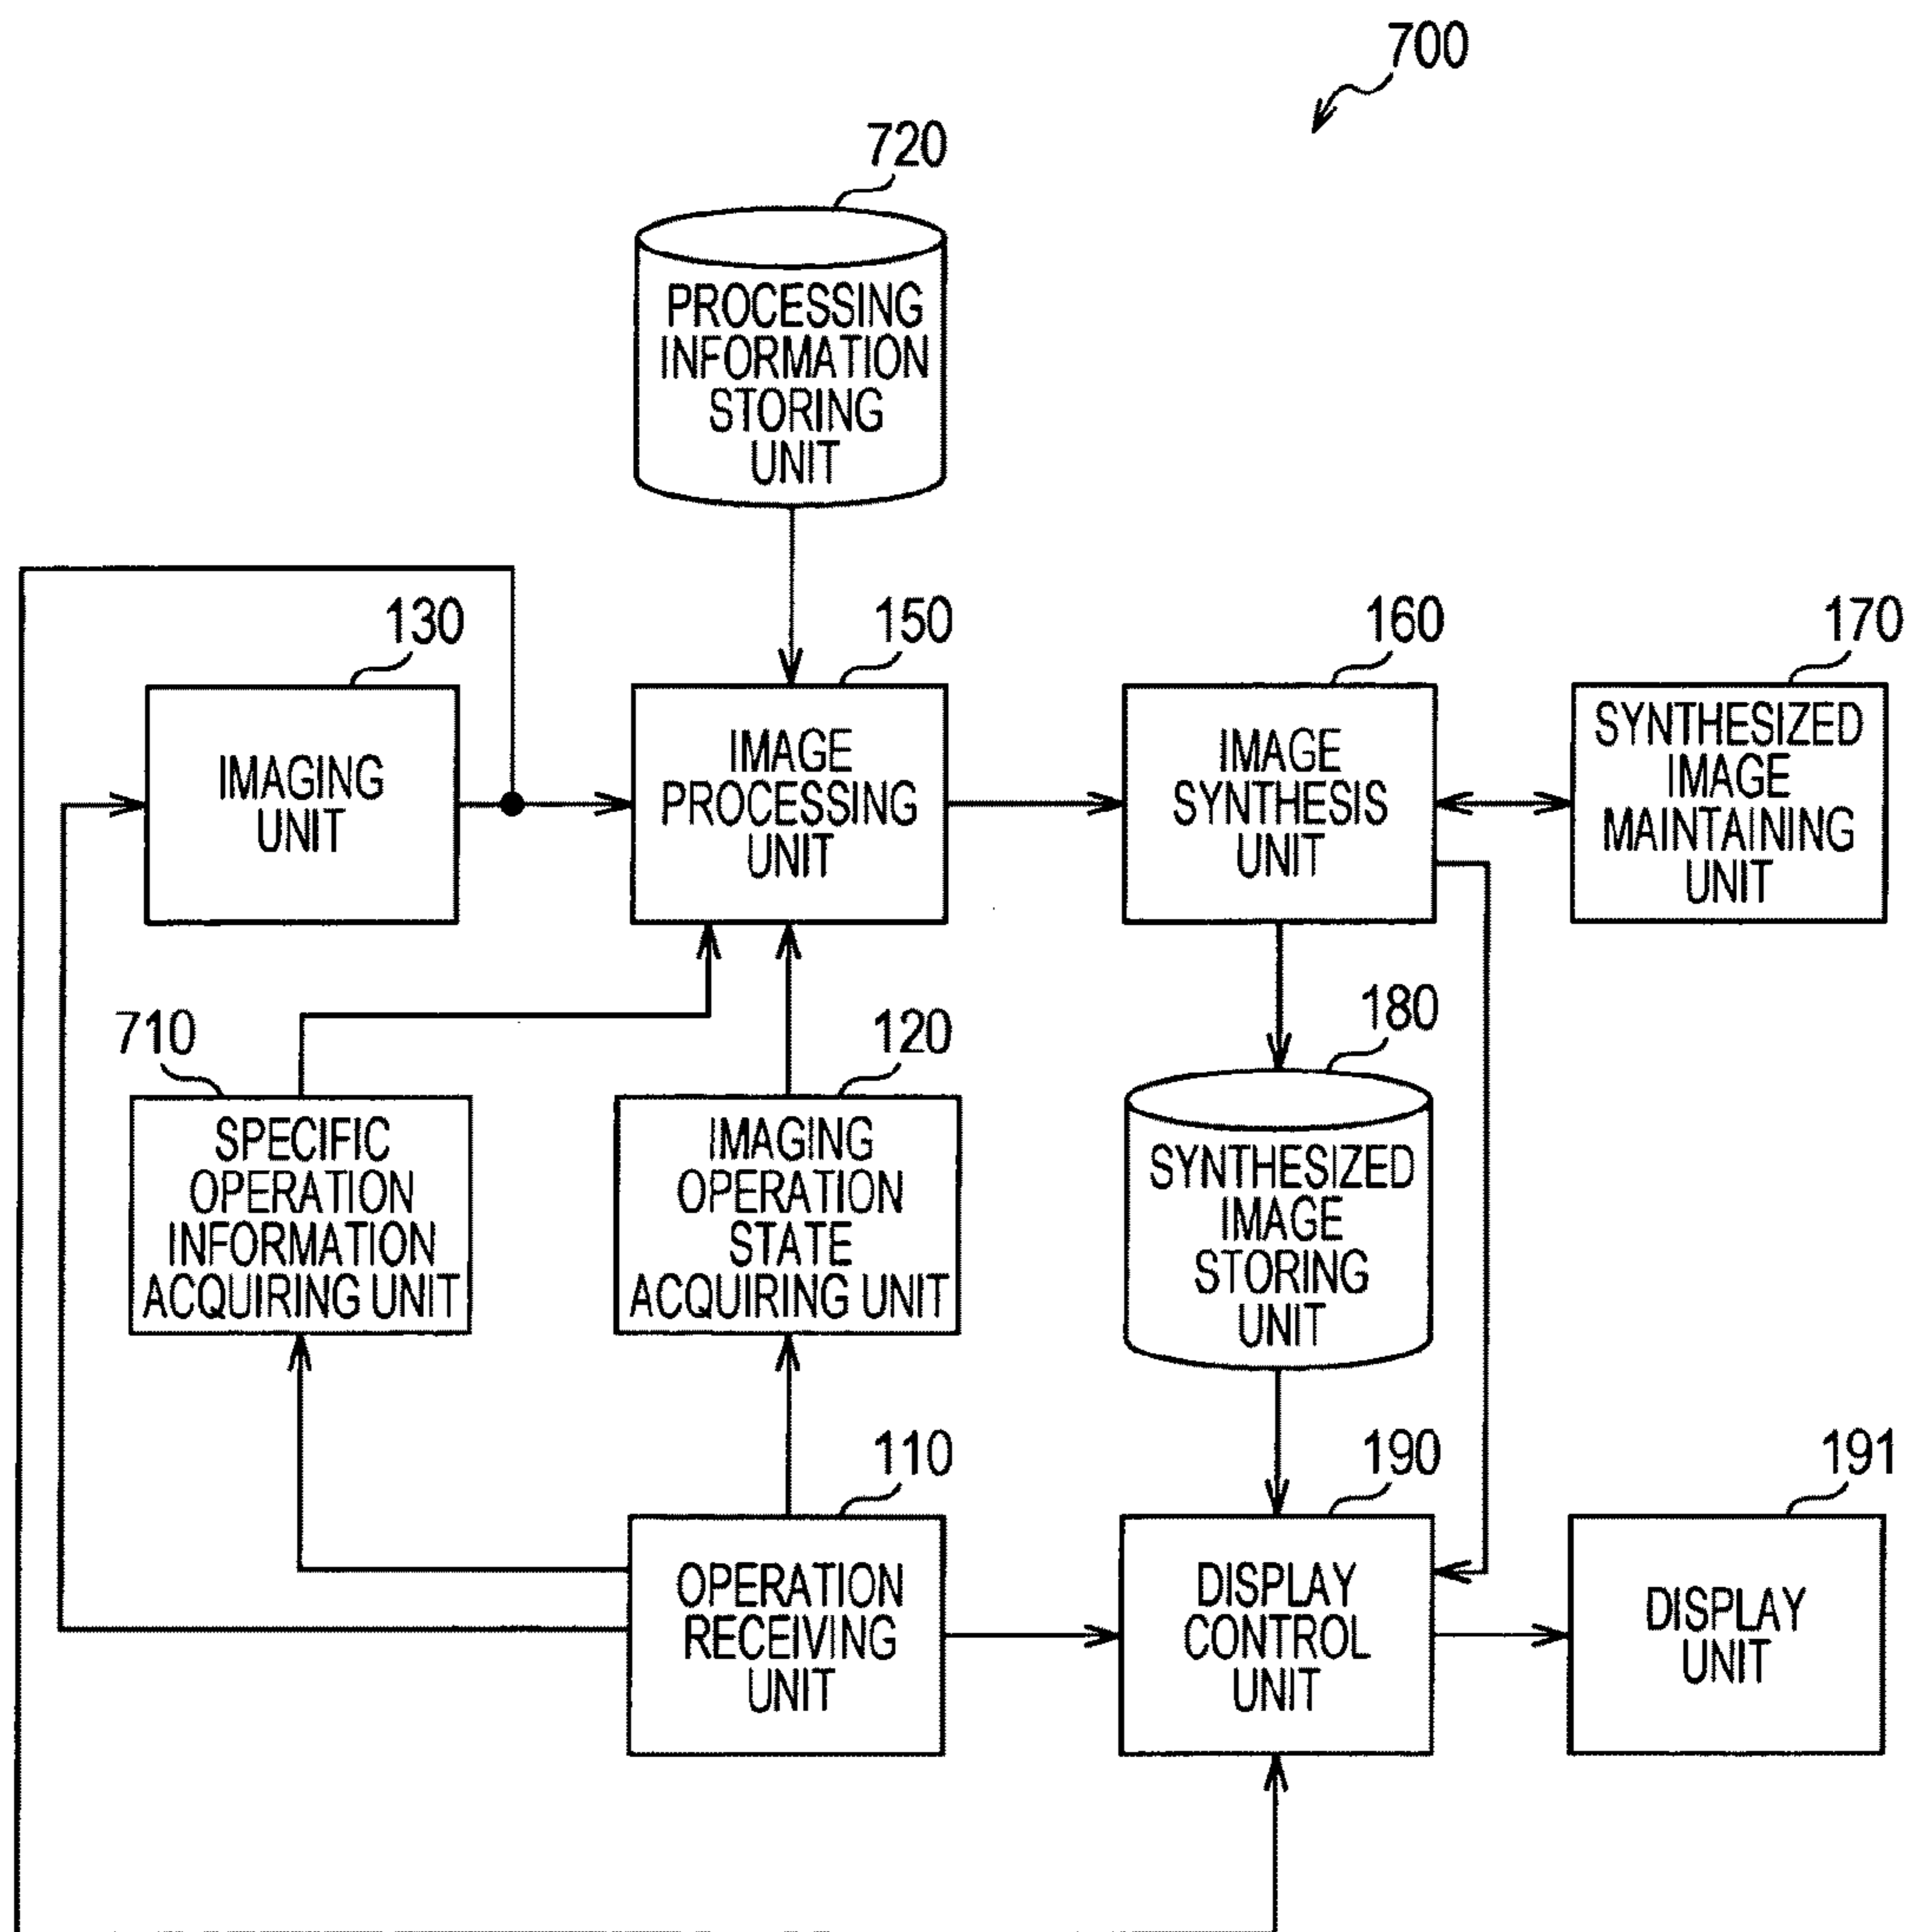 700
720
PROCESSING
INFORMATION
STORING
UNIT
130
IMAGING
UNIT
150
IMAGE
PROCESSING
UNIT
160
IMAGE
SYNTHESIS
UNIT
170
SYNTHESIZED
IMAGE
MAINTAINING
UNIT
710
SPECIFIC
OPERATION
INFORMATION
ACQUIRING UNIT
120
IMAGING
OPERATION
STATE
ACQUIRING UNIT
180
SYNTHESIZED
IMAGE
STORING
UNIT
110
OPERATION
RECEIVING
UNIT
190
DISPLAY
CONTROL
UNIT
191
DISPLAY
UNIT